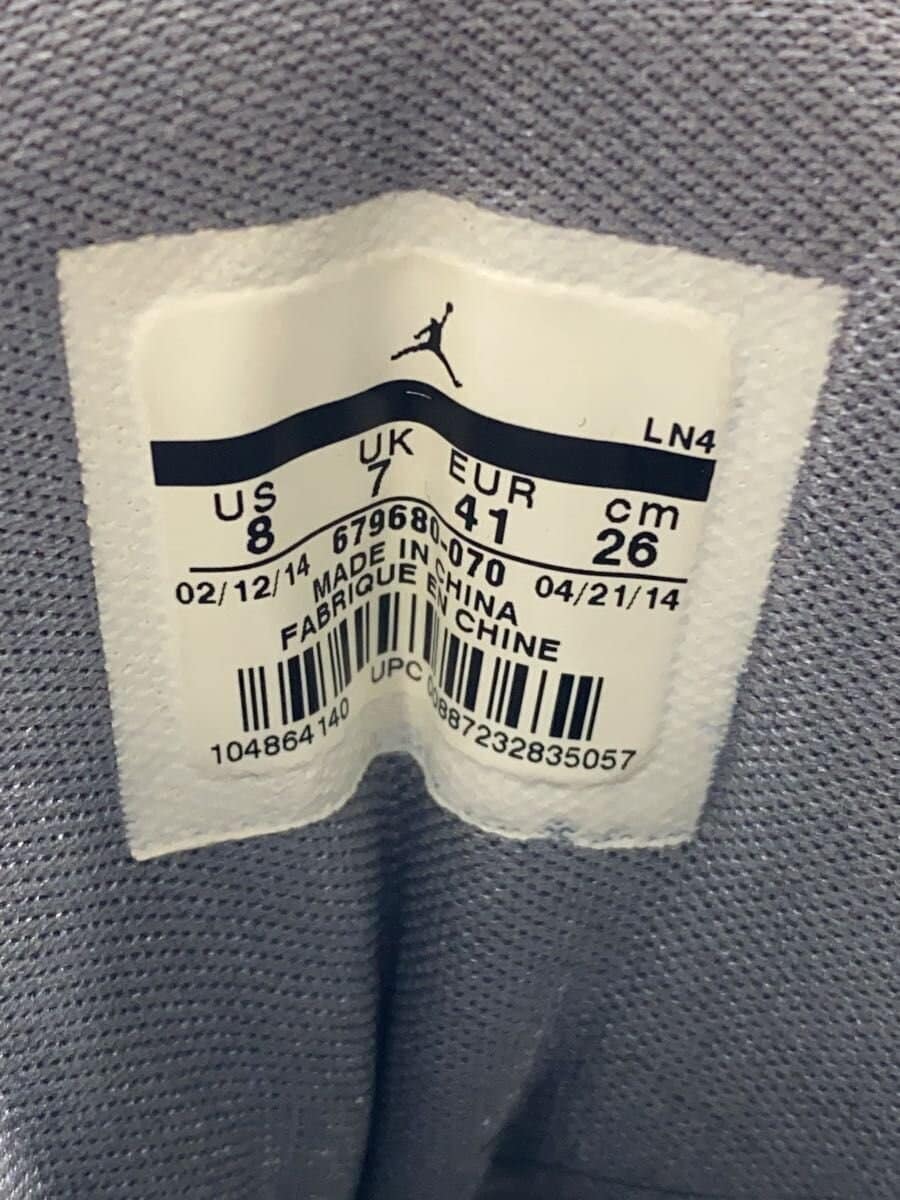 LN4
US UK EUR cm
8 7 41 26
02/12/14 679680-070 04/21/14
MADE IN CHINA
FABRIQUE EN CHINE
UPC
104864140 00887232835057